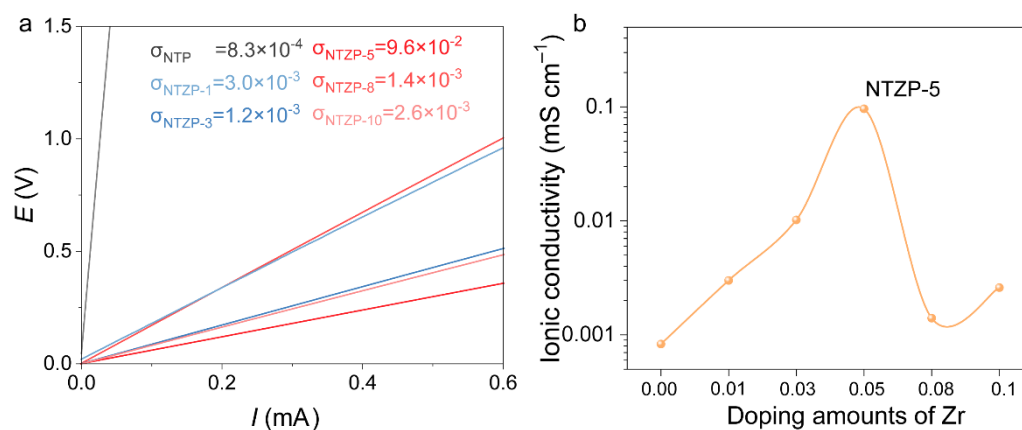 a
1.5
1.0
0.5
0.0
E (V)
σNTP =8.3×10⁻⁴ σNTZP-5=9.6×10⁻²
σNTZP-1=3.0×10⁻³ σNTZP-8=1.4×10⁻³
σNTZP-3=1.2×10⁻³ σNTZP-10=2.6×10⁻³
0.0 0.2 0.4 0.6
I (mA)
b
Ionic conductivity (mS cm⁻¹)
0.1
0.01
0.001
NTZP-5
0.00 0.01 0.03 0.05 0.08 0.1
Doping amounts of Zr